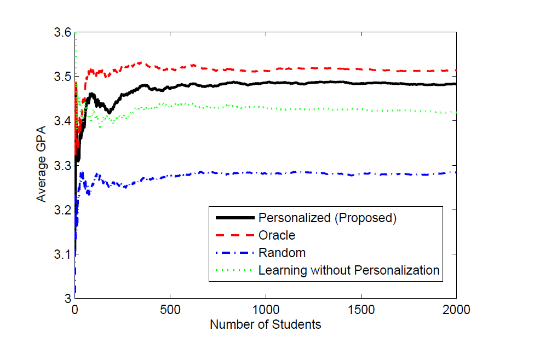 3.6
3.5
3.4
3.3
3.2
3.1
3
Average GPA
Personalized (Proposed)
Oracle
Random
Learning without Personalization
0
500
1000
1500
2000
Number of Students